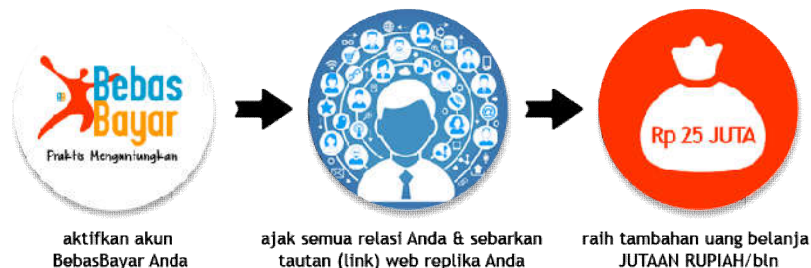 Bebas
Bayar
Praktis Menguntungkan
Rp 25 JUTA
aktifkan akun
BebasBayar Anda
ajak semua relasi Anda & sebarkan
tautan (link) web replika Anda
raih tambahan uang belanja
JUTAAN RUPIAH/bln